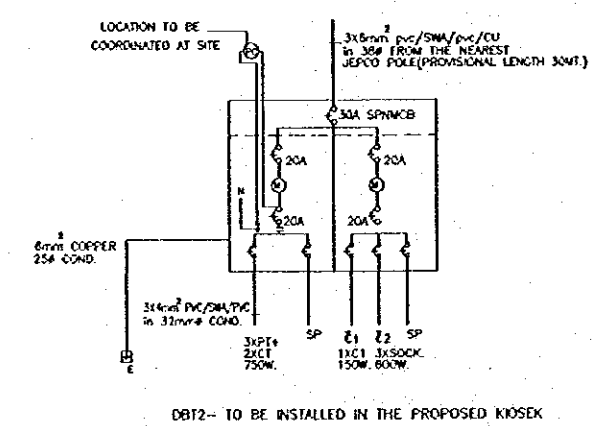 LOCATION TO BE
COORDINATED AT SITE
3x6mm² pvc/SWA/pvc/CU
in 38ø FROM THE NEAREST
JEPCO POLE(PROVISIONAL LENGTH 30MT.)
30A SPNMCB
20A
20A
M
M
N
20A
20A
6mm² COPPER
25ø COND.
3x4mm² PVC/SWA/PVC
in 32mmø COND.
E
3xPT+
2xCT
750W.
SP
C1
1XC1
150W.
C2
3xSOCK.
600W.
SP
DBT2-- TO BE INSTALLED IN THE PROPOSED KIOSEK